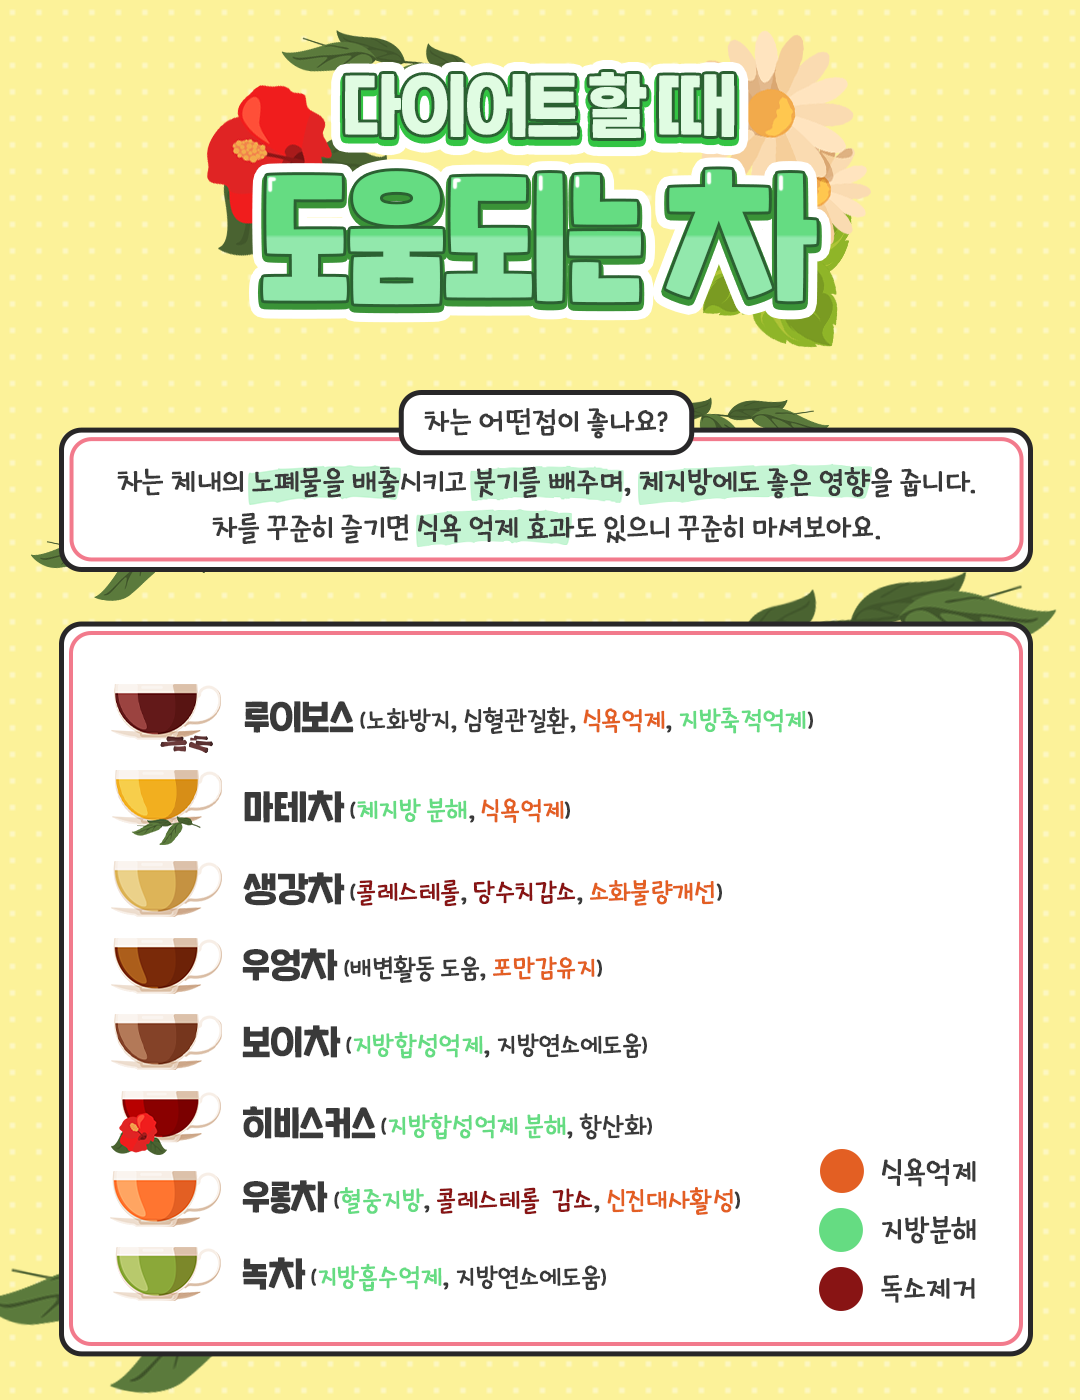 다이어트 할 때
도움되는 차
차는 어떤점이 좋나요?
차는 체내의 노폐물을 배출시키고 붓기를 빼주며, 체지방에도 좋은 영향을 줍니다.
차를 꾸준히 즐기면 식욕 억제 효과도 있으니 꾸준히 마셔보아요.
루이보스 (노화방지, 심혈관질환, 식욕억제, 지방축적억제)
마테차 (체지방 분해, 식욕억제)
생강차 (콜레스테롤, 당수치감소, 소화불량개선)
우엉차 (배변활동 도움, 포만감유지)
보이차 (지방합성억제, 지방연소에도움)
히비스커스 (지방합성억제 분해, 항산화)
우롱차 (혈중지방, 콜레스테롤 감소, 신진대사활성)
녹차 (지방흡수억제, 지방연소에도움)
식욕억제
지방분해
독소제거